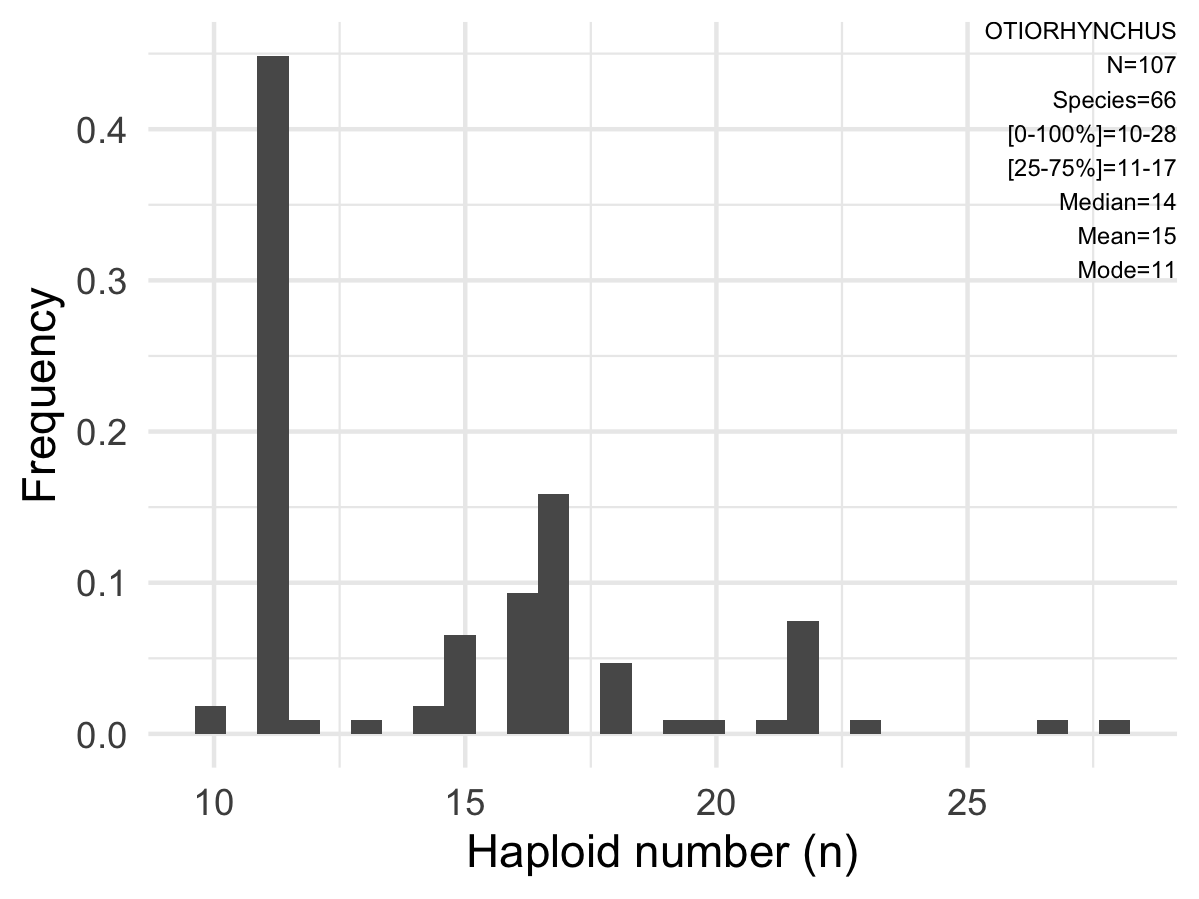 OTIORHYNCHUS
N=107
Species=66
[0-100%]=10-28
[25-75%]=11-17
Median=14
Mean=15
Mode=11
0.4
0.3
0.2
0.1
0.0
Frequency
10 15 20 25
Haploid number (n)